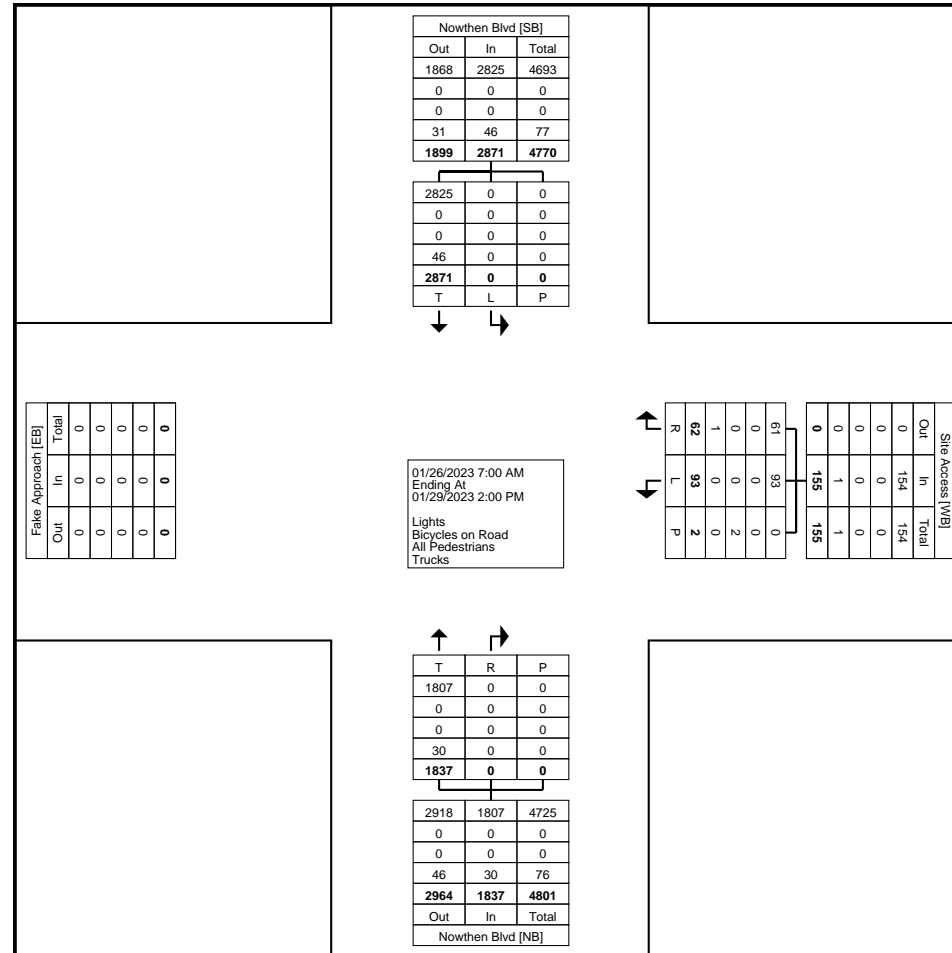 Nowthen Blvd [SB]
Out In Total
1868 2825 4693
0 0 0
0 0 0
31 46 77
1899 2871 4770
2825 0 0
0 0 0
0 0 0
46 0 0
2871 0 0
T L P
Fake Approach [EB]
Total 0 0 0 0 0
In 0 0 0 0 0
Out 0 0 0 0 0
01/26/2023 7:00 AM
Ending At
01/29/2023 2:00 PM
Lights
Bicycles on Road
All Pedestrians
Trucks
R 62 1 0 0 61
L 93 0 0 0 93
P 2 0 2 0 0
Site Access [WB]
Out In Total
0 154 154
0 0 0
0 0 0
0 1 1
0 155 155
T R P
1807 0 0
0 0 0
0 0 0
30 0 0
1837 0 0
2918 1807 4725
0 0 0
0 0 0
46 30 76
2964 1837 4801
Out In Total
Nowthen Blvd [NB]